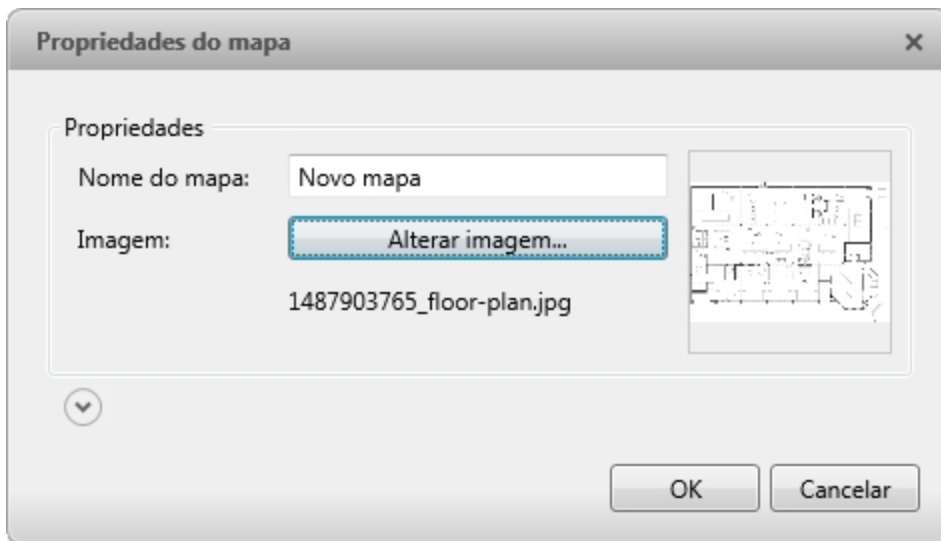 Propriedades do mapa
Propriedades
Nome do mapa: Novo mapa
Imagem: Alterar imagem...
1487903765_floor-plan.jpg
OK Cancelar